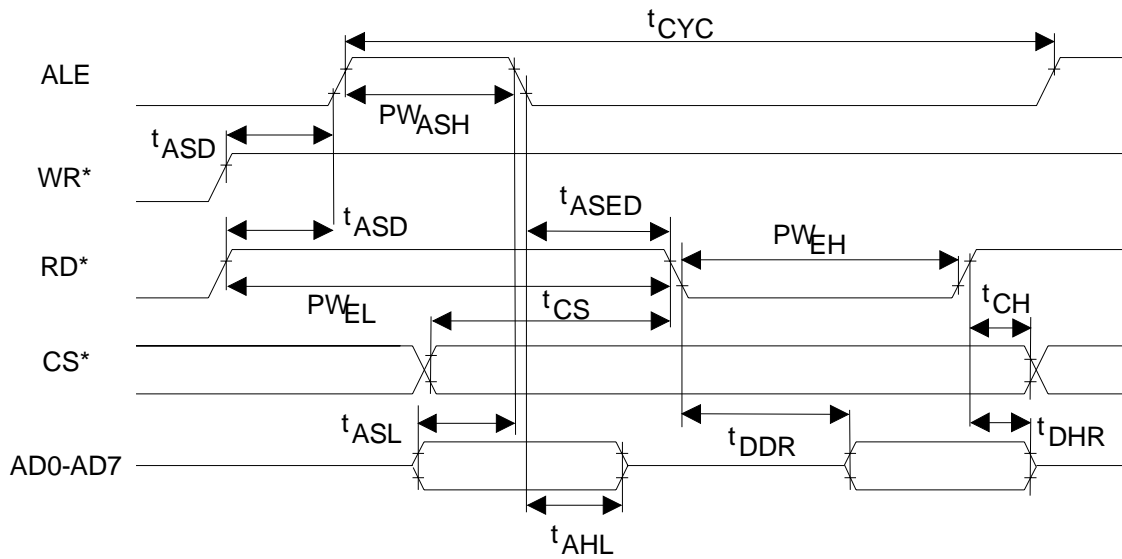 tCYC
ALE
PWASH
tASD
WR*
tASED
tASD
PWEH
RD*
PWEL
tCS
tCH
CS*
tASL
tDDR
tDHR
AD0-AD7
tAHL